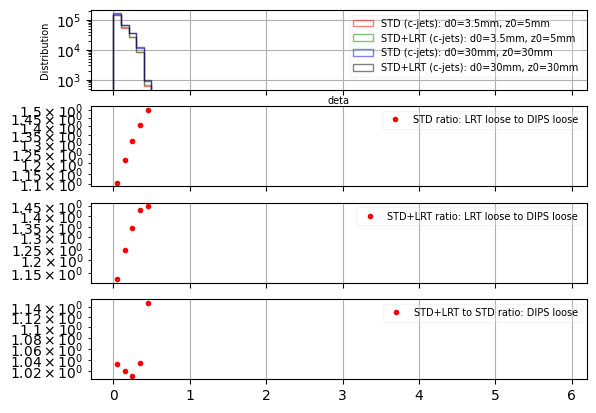 Distribution
10⁵
10⁴
10³
STD (c-jets): d0=3.5mm, z0=5mm
STD+LRT (c-jets): d0=3.5mm, z0=5mm
STD (c-jets): d0=30mm, z0=30mm
STD+LRT (c-jets): d0=30mm, z0=30mm
deta
1.5 × 10⁰
1.45 × 10⁰
1.4 × 10⁰
1.35 × 10⁰
1.3 × 10⁰
1.25 × 10⁰
1.2 × 10⁰
1.15 × 10⁰
1.1 × 10⁰
STD ratio: LRT loose to DIPS loose
1.45 × 10⁰
1.4 × 10⁰
1.35 × 10⁰
1.3 × 10⁰
1.25 × 10⁰
1.2 × 10⁰
1.15 × 10⁰
STD+LRT ratio: LRT loose to DIPS loose
1.14 × 10⁰
1.12 × 10⁰
1.1 × 10⁰
1.08 × 10⁰
1.06 × 10⁰
1.04 × 10⁰
1.02 × 10⁰
STD+LRT to STD ratio: DIPS loose
0 1 2 3 4 5 6